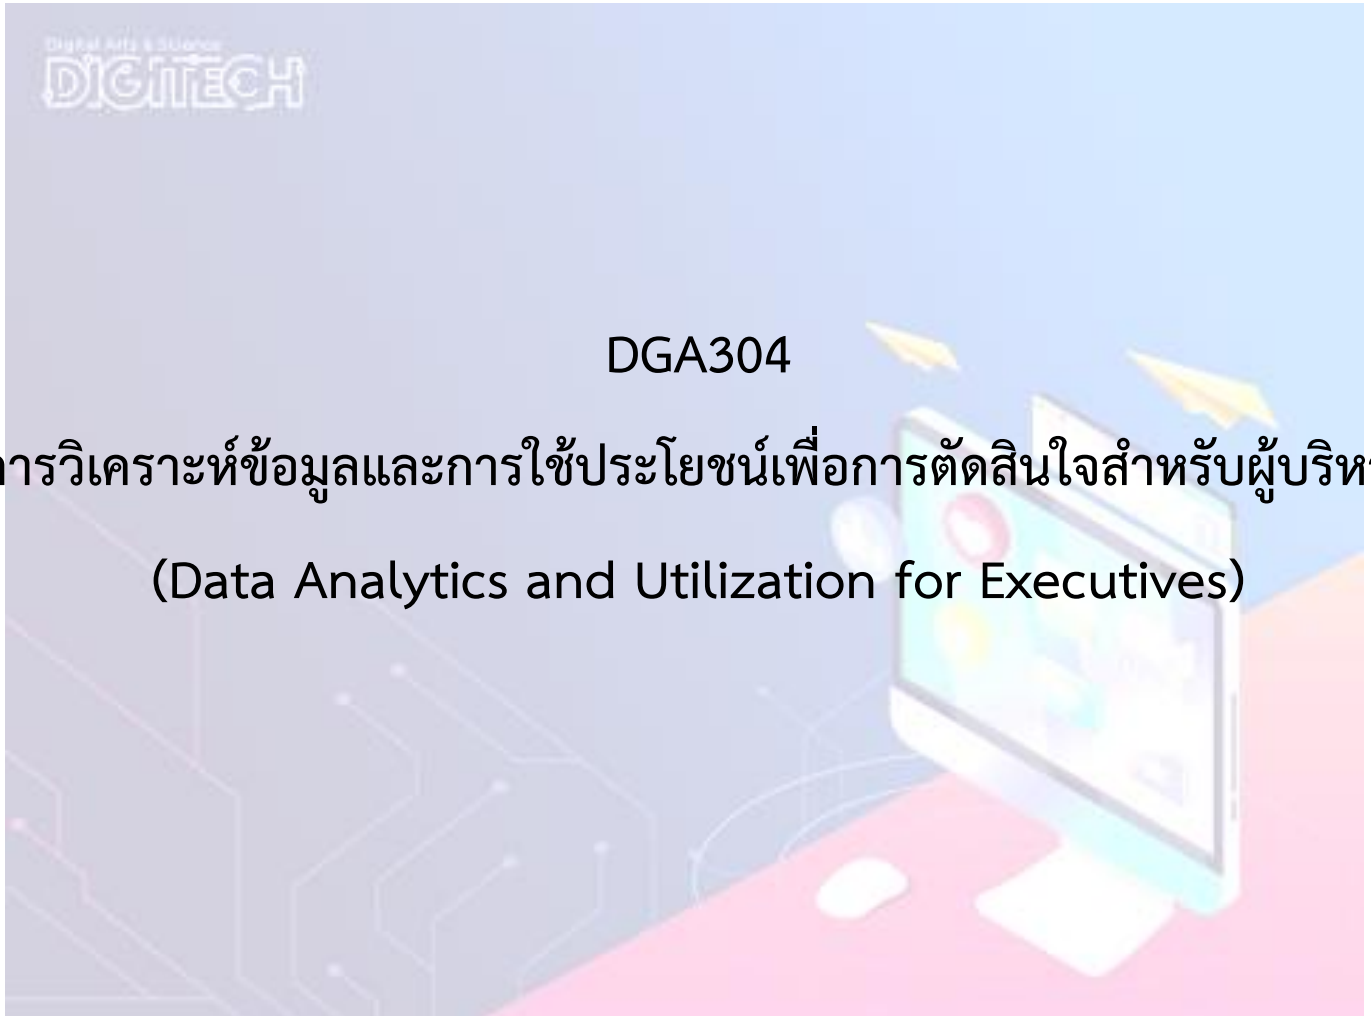 Digital Arts & Science
DIGITECH
DGA304
ารวิเคราะห์ข้อมูลและการใช้ประโยชน์เพื่อการตัดสินใจสำหรับผู้บริห
(Data Analytics and Utilization for Executives)